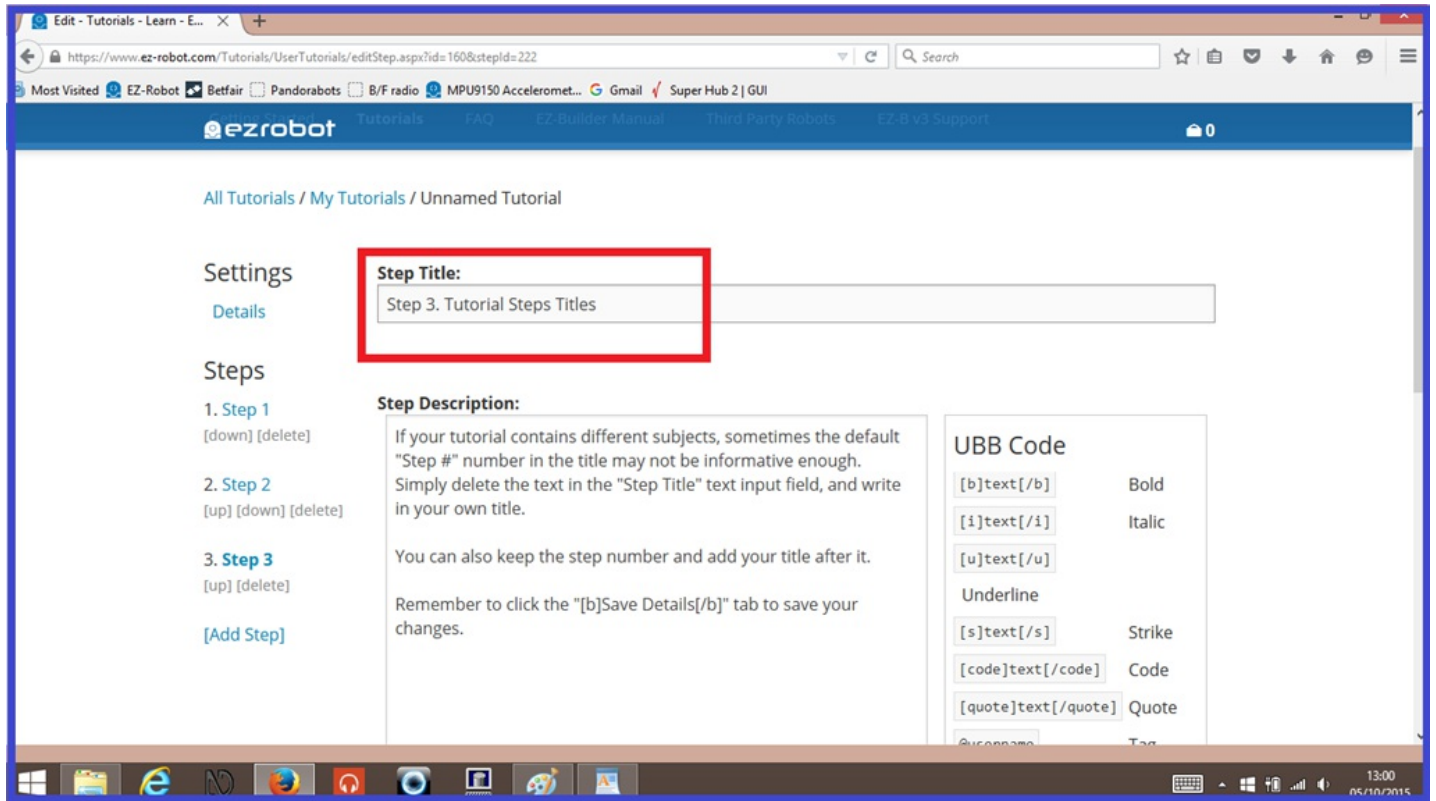 Edit - Tutorials - Learn - E...
https://www.ez-robot.com/Tutorials/UserTutorials/editStep.aspx?id=160&stepId=222
Search
Most Visited EZ-Robot Betfair Pandorabots B/F radio MPU9150 Acceleromet... Gmail Super Hub 2 | GUI
Getting Started Tutorials FAQ EZ-Builder Manual Third Party Robots EZ-B v3 Support
ezrobot
0
All Tutorials / My Tutorials / Unnamed Tutorial
Settings
Details
Steps
1. Step 1
[down] [delete]
2. Step 2
[up] [down] [delete]
3. Step 3
[up] [delete]
[Add Step]
Step Title:
Step 3. Tutorial Steps Titles
Step Description:
If your tutorial contains different subjects, sometimes the default
"Step #" number in the title may not be informative enough.
Simply delete the text in the "Step Title" text input field, and write
in your own title.
You can also keep the step number and add your title after it.
Remember to click the "[b]Save Details[/b]" tab to save your
changes.
UBB Code
[b]text[/b] Bold
[i]text[/i] Italic
[u]text[/u]
Underline
[s]text[/s] Strike
[code]text[/code] Code
[quote]text[/quote] Quote
@username Tag
13:00
05/10/2015